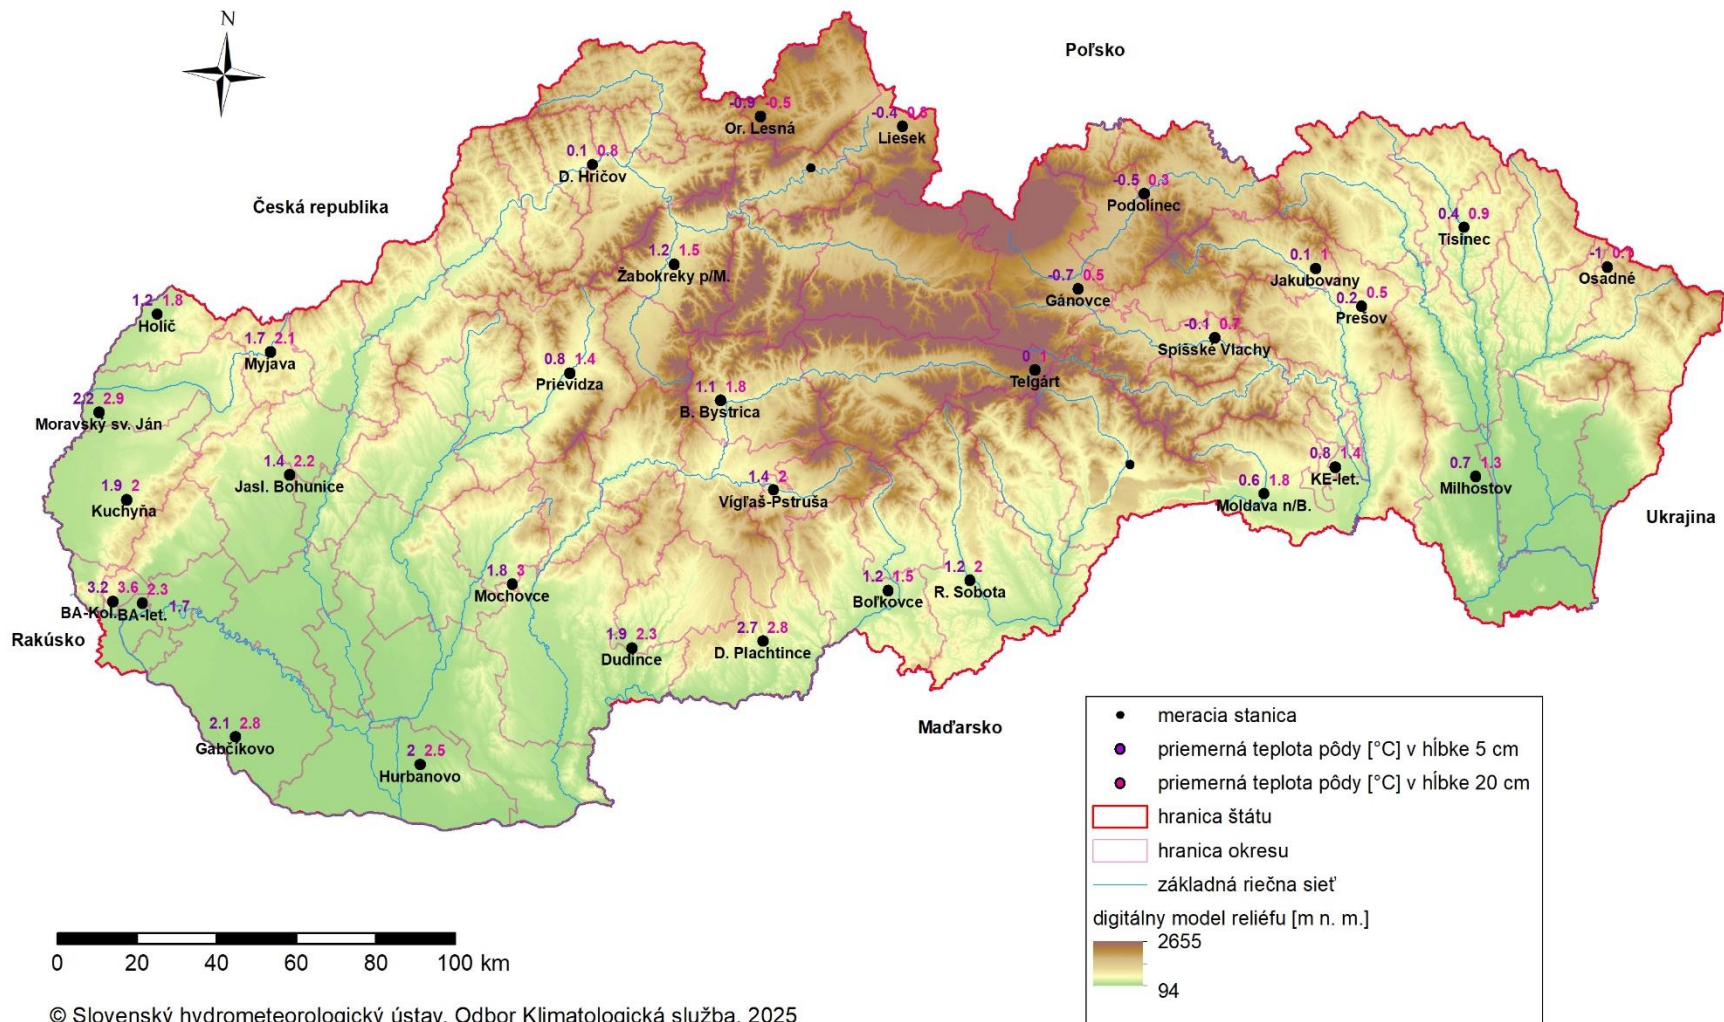 N
Poľsko
Česká republika
-0.9 -0.5
Or. Lesná
-0.4 0.8
Liesek
0.1 0.8
D. Hričov
-0.5 0.3
Podolínec
0.4 0.9
Tisinec
1.2 1.5
Žabokreky p/M.
0.1 1
Jakubovany
-1
Osadné
-0.7 0.5
Gánovce
0.2 0.5
Prešov
1.2 1.8
Holíč
1.7 2.1
Myjava
-0.1 0.7
Spišské Vlachy
0.8 1.4
Prievidza
0 1
Telgárt
1.1 1.8
B. Bystrica
2.2 2.9
Moravský sv. Ján
1.4 2.2
Jasl. Bohunice
1.9 2
Kuchyňa
1.4 2
Vígľaš-Pstruša
0.8 1.4
KE-let.
0.6 1.8
Moldava n/B.
0.7 1.3
Milhostov
Ukrajina
3.2 3.6
BA-Kol.
2.3
BA-let.
1.7
Rakúsko
1.8 3
Mochovce
1.2 1.5
Boľkovce
1.2 2
R. Sobota
1.9 2.3
Dudince
2.7 2.8
D. Plachtince
2.1 2.8
Gabčíkovo
2 2.5
Hurbanovo
Maďarsko
meracia stanica
priemerná teplota pôdy [°C] v hĺbke 5 cm
priemerná teplota pôdy [°C] v hĺbke 20 cm
hranica štátu
hranica okresu
základná riečna sieť
digitálny model reliéfu [m n. m.]
2655
94
0 20 40 60 80 100 km
© Slovenský hydrometeorologický ústav, Odbor Klimatologická služba, 2025